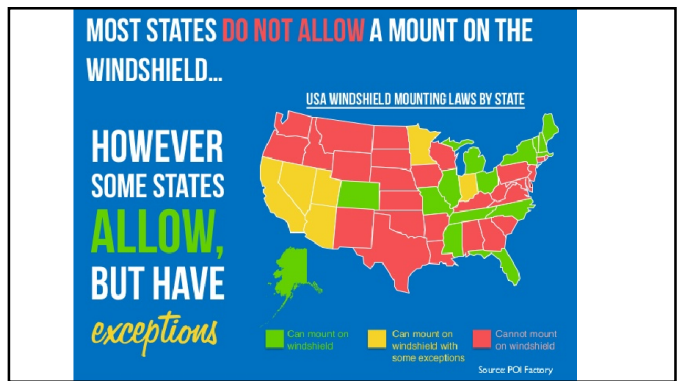 MOST STATES DO NOT ALLOW A MOUNT ON THE
WINDSHIELD...
USA WINDSHIELD MOUNTING LAWS BY STATE
HOWEVER
SOME STATES
ALLOW,
BUT HAVE
exceptions
Can mount on
windshield
Can mount on
windshield with
some exceptions
Cannot mount
on windshield
Source: POI Factory